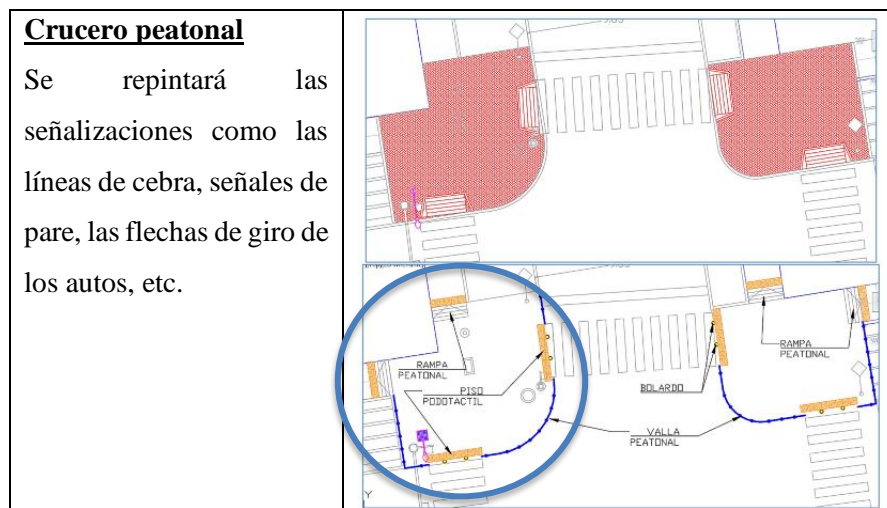 Crucero peatonal
Se repintará las
señalizaciones como las
líneas de cebra, señales de
pare, las flechas de giro de
los autos, etc.
RAMPA
PEATONAL
PISO
PODOTACTIL
BOLARDO
RAMPA
PEATONAL
VALLA
PEATONAL
Y